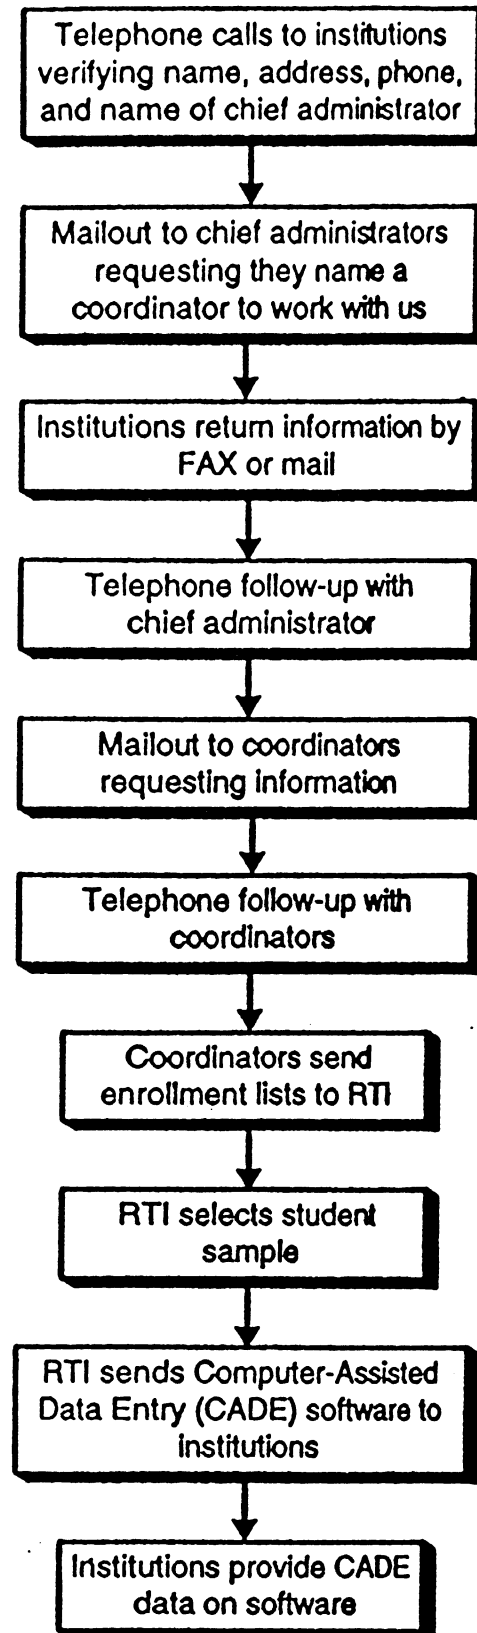 Telephone calls to institutions
verifying name, address, phone,
and name of chief administrator
Mailout to chief administrators
requesting they name a
coordinator to work with us
Institutions return information by
FAX or mail
Telephone follow-up with
chief administrator
Mailout to coordinators
requesting information
Telephone follow-up with
coordinators
Coordinators send
enrollment lists to RTI
RTI selects student
sample
RTI sends Computer-Assisted
Data Entry (CADE) software to
institutions
Institutions provide CADE
data on software